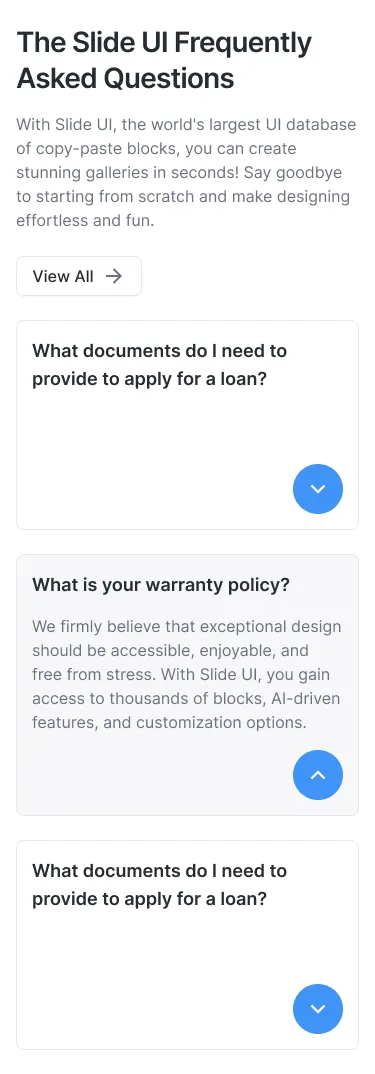 The Slide UI Frequently
Asked Questions
With Slide UI, the world's largest UI database
of copy-paste blocks, you can create
stunning galleries in seconds! Say goodbye
to starting from scratch and make designing
effortless and fun.
View All
What documents do I need to
provide to apply for a loan?
What is your warranty policy?
We firmly believe that exceptional design
should be accessible, enjoyable, and
free from stress. With Slide UI, you gain
access to thousands of blocks, AI-driven
features, and customization options.
What documents do I need to
provide to apply for a loan?